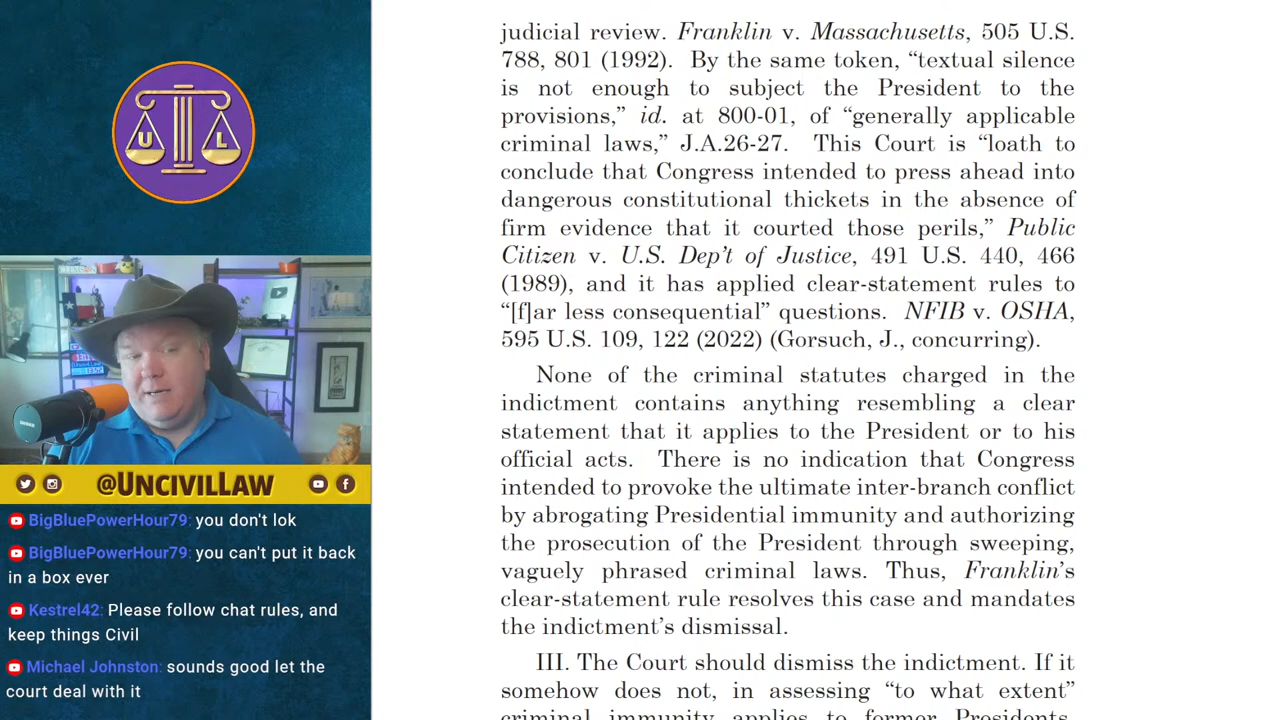 U L
@UNCIVILLAW
BigBluePowerHour79: you don't lok
BigBluePowerHour79: you can't put it back
in a box ever
Kestrel42: Please follow chat rules, and
keep things Civil
Michael Johnston: sounds good let the
court deal with it
judicial review. Franklin v. Massachusetts, 505 U.S.
788, 801 (1992). By the same token, “textual silence
is not enough to subject the President to the
provisions,” id. at 800-01, of “generally applicable
criminal laws,” J.A.26-27. This Court is “loath to
conclude that Congress intended to press ahead into
dangerous constitutional thickets in the absence of
firm evidence that it courted those perils,” Public
Citizen v. U.S. Dep’t of Justice, 491 U.S. 440, 466
(1989), and it has applied clear-statement rules to
“[f]ar less consequential” questions. NFIB v. OSHA,
595 U.S. 109, 122 (2022) (Gorsuch, J., concurring).
None of the criminal statutes charged in the
indictment contains anything resembling a clear
statement that it applies to the President or to his
official acts. There is no indication that Congress
intended to provoke the ultimate inter-branch conflict
by abrogating Presidential immunity and authorizing
the prosecution of the President through sweeping,
vaguely phrased criminal laws. Thus, Franklin’s
clear-statement rule resolves this case and mandates
the indictment’s dismissal.
III. The Court should dismiss the indictment. If it
somehow does not, in assessing “to what extent”
criminal immunity applies to former Presidents,